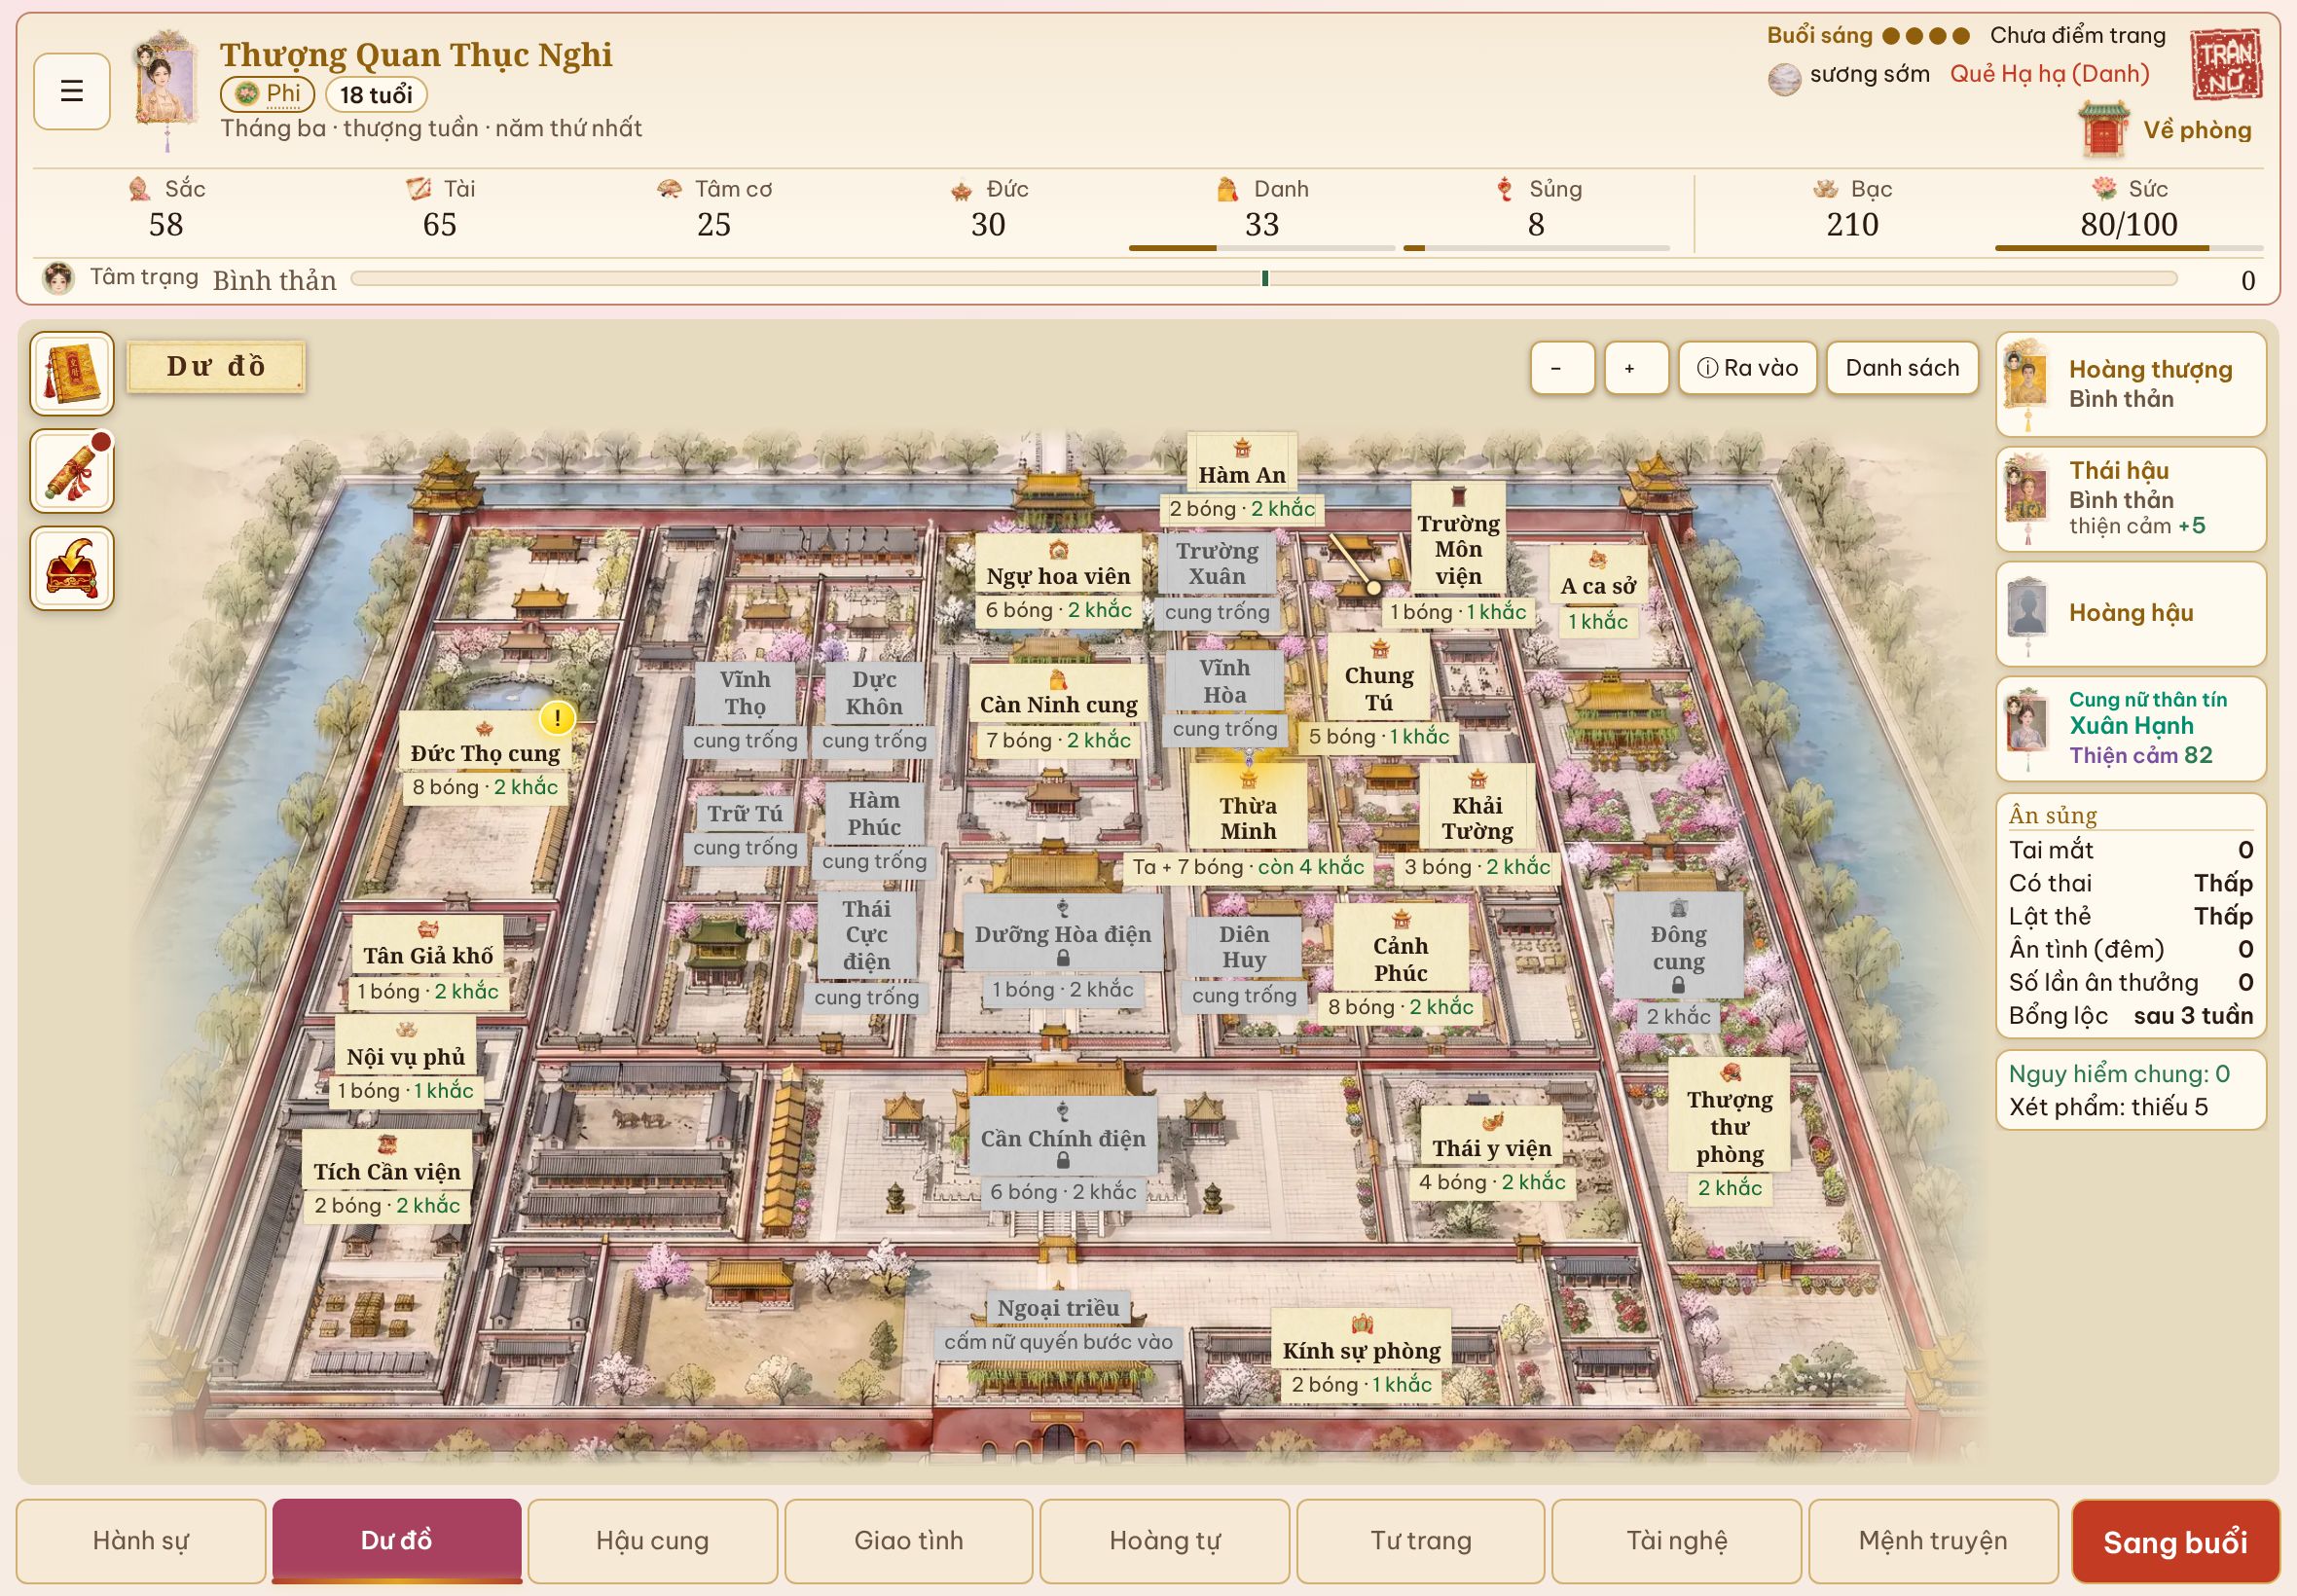 Thượng Quan Thục Nghi
Phi
18 tuổi
Tháng ba · thượng tuần · năm thứ nhất
Buổi sáng
Chưa điểm trang
sương sớm
Quẻ Hạ hạ (Danh)
TRẦN NỮ
Về phòng
Sắc
58
Tài
65
Tâm cơ
25
Đức
30
Danh
33
Sủng
8
Bạc
210
Sức
80/100
Tâm trạng
Bình thản
0
Dư đồ
-
+
ⓘ Ra vào
Danh sách
Hàm An
2 bóng · 2 khắc
Trường
Môn
viện
1 bóng · 1 khắc
Ngự hoa viên
6 bóng · 2 khắc
Trường
Xuân
cung trống
A ca sở
1 khắc
Vĩnh
Thọ
cung trống
Dực
Khôn
cung trống
Càn Ninh cung
7 bóng · 2 khắc
Vĩnh
Hòa
cung trống
Chung
Tú
5 bóng · 1 khắc
!
Đức Thọ cung
8 bóng · 2 khắc
Trữ Tú
cung trống
Hàm
Phúc
cung trống
Thừa
Minh
Ta + 7 bóng · còn 4 khắc
Khải
Tường
3 bóng · 2 khắc
Thái
Cực
điện
cung trống
Dưỡng Hòa điện
1 bóng · 2 khắc
Diên
Huy
cung trống
Cảnh
Phúc
8 bóng · 2 khắc
Đông
cung
2 khắc
Tân Giả khố
1 bóng · 2 khắc
Nội vụ phủ
1 bóng · 1 khắc
Tích Cần viện
2 bóng · 2 khắc
Cần Chính điện
6 bóng · 2 khắc
Thái y viện
4 bóng · 2 khắc
Thượng
thư
phòng
2 khắc
Ngoại triều
cấm nữ quyến bước vào
Kính sự phòng
2 bóng · 1 khắc
Hoàng thượng
Bình thản
Thái hậu
Bình thản
thiện cảm +5
Hoàng hậu
Cung nữ thân tín
Xuân Hạnh
Thiện cảm 82
Ân sủng
Tai mắt 0
Có thai Thấp
Lật thẻ Thấp
Ân tình (đêm) 0
Số lần ân thưởng 0
Bổng lộc sau 3 tuần
Nguy hiểm chung: 0
Xét phẩm: thiếu 5
Hành sự
Dư đồ
Hậu cung
Giao tình
Hoàng tự
Tư trang
Tài nghệ
Mệnh truyện
Sang buổi